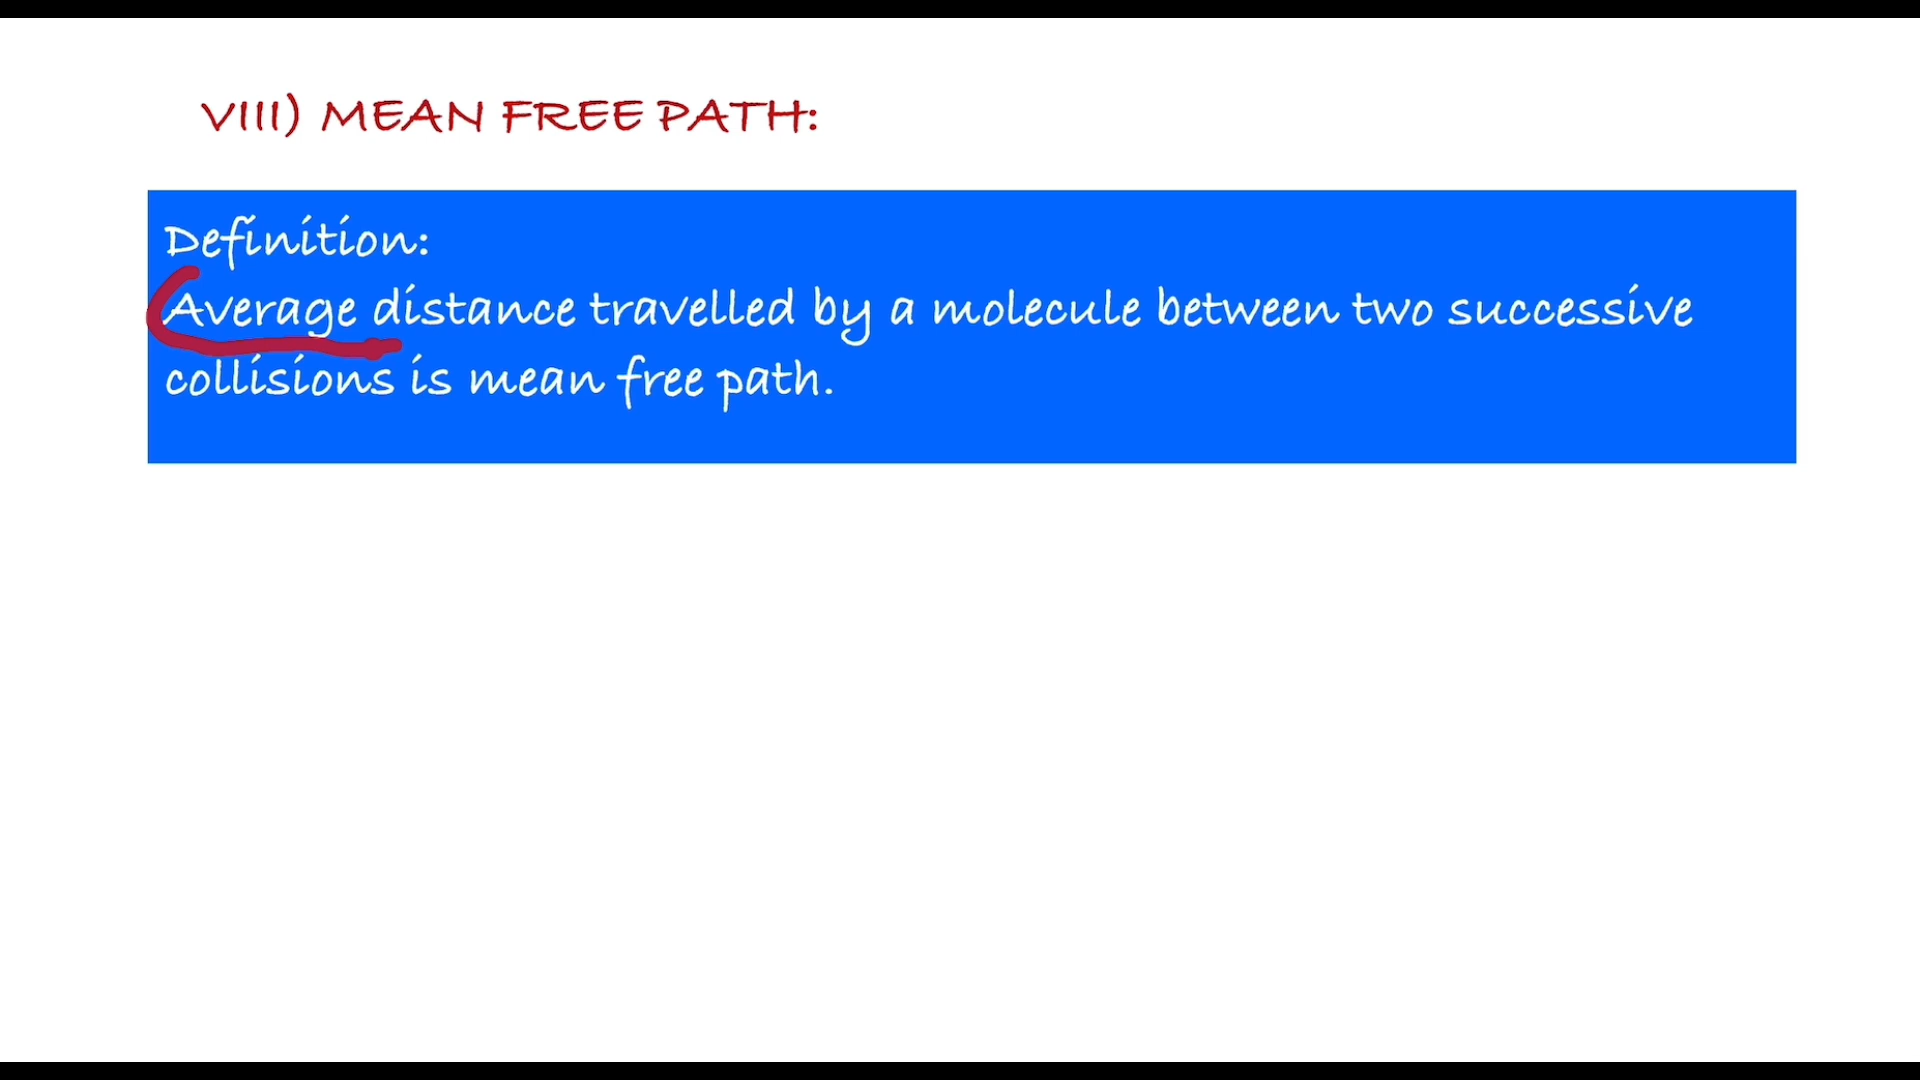 VIII) MEAN FREE PATH:
Definition:
Average distance travelled by a molecule between two successive
collisions is mean free path.